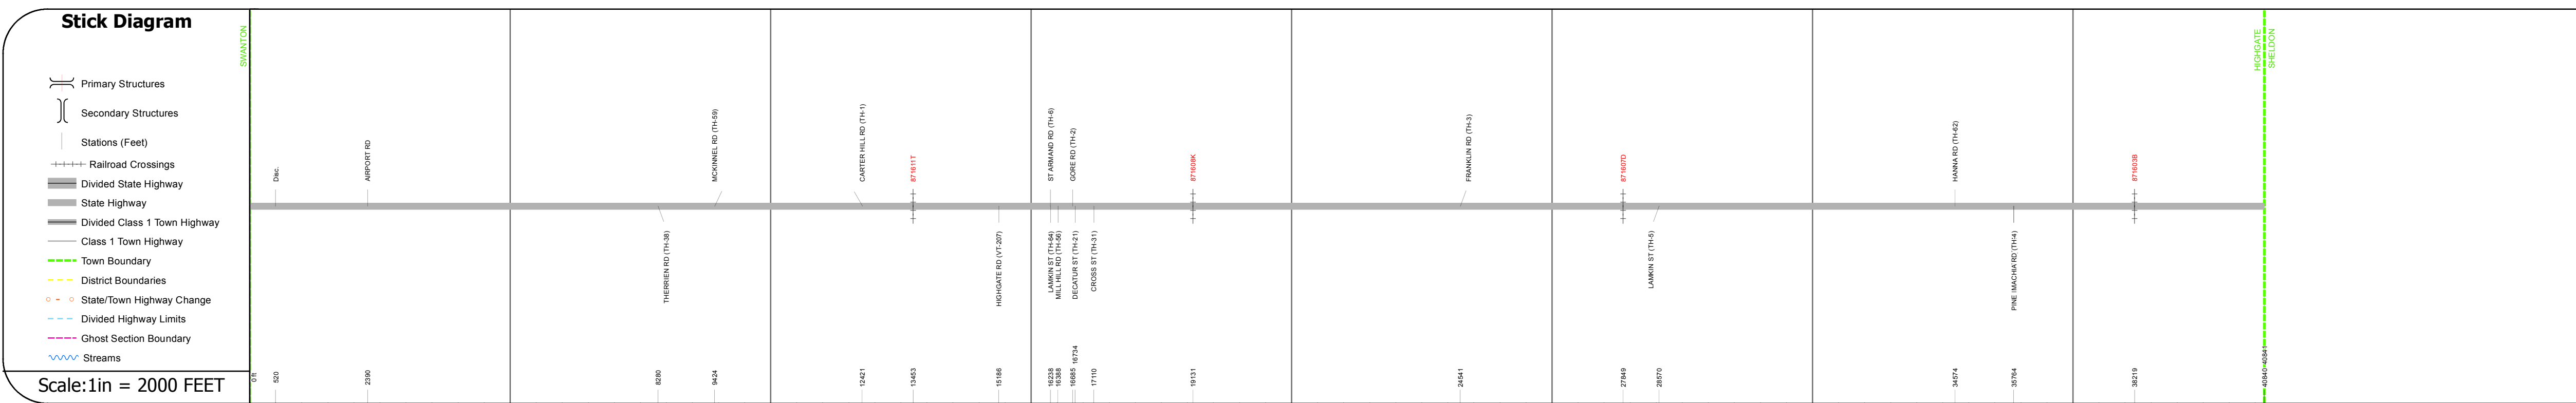 Stick Diagram
Primary Structures
Secondary Structures
Stations (Feet)
Railroad Crossings
Divided State Highway
State Highway
Divided Class 1 Town Highway
Class 1 Town Highway
Town Boundary
District Boundaries
State/Town Highway Change
Divided Highway Limits
Ghost Section Boundary
Streams
Scale:1in = 2000 FEET
SWANTON
Disc.
AIRPORT RD
MCKINNEL RD (TH-59)
CARTER HILL RD (TH-1)
871611T
ST ARMAND RD (TH-6)
GORE RD (TH-2)
871608K
FRANKLIN RD (TH-3)
871607D
HANNA RD (TH-62)
871603B
HIGHGATE
SHELDON
THERRIEN RD (TH-38)
HIGHGATE RD (VT-207)
LAMKIN ST (TH-64)
MILL HILL RD (TH-56)
DECATUR ST (TH-21)
CROSS ST (TH-31)
LAMKIN ST (TH-5)
PINE IMACHIA RD (TH-4)
0 ft
520
2390
8280
9424
12421
13453
15186
16238
16388
16685
16734
17110
19131
24541
27849
28570
34574
35764
38219
40840
40841